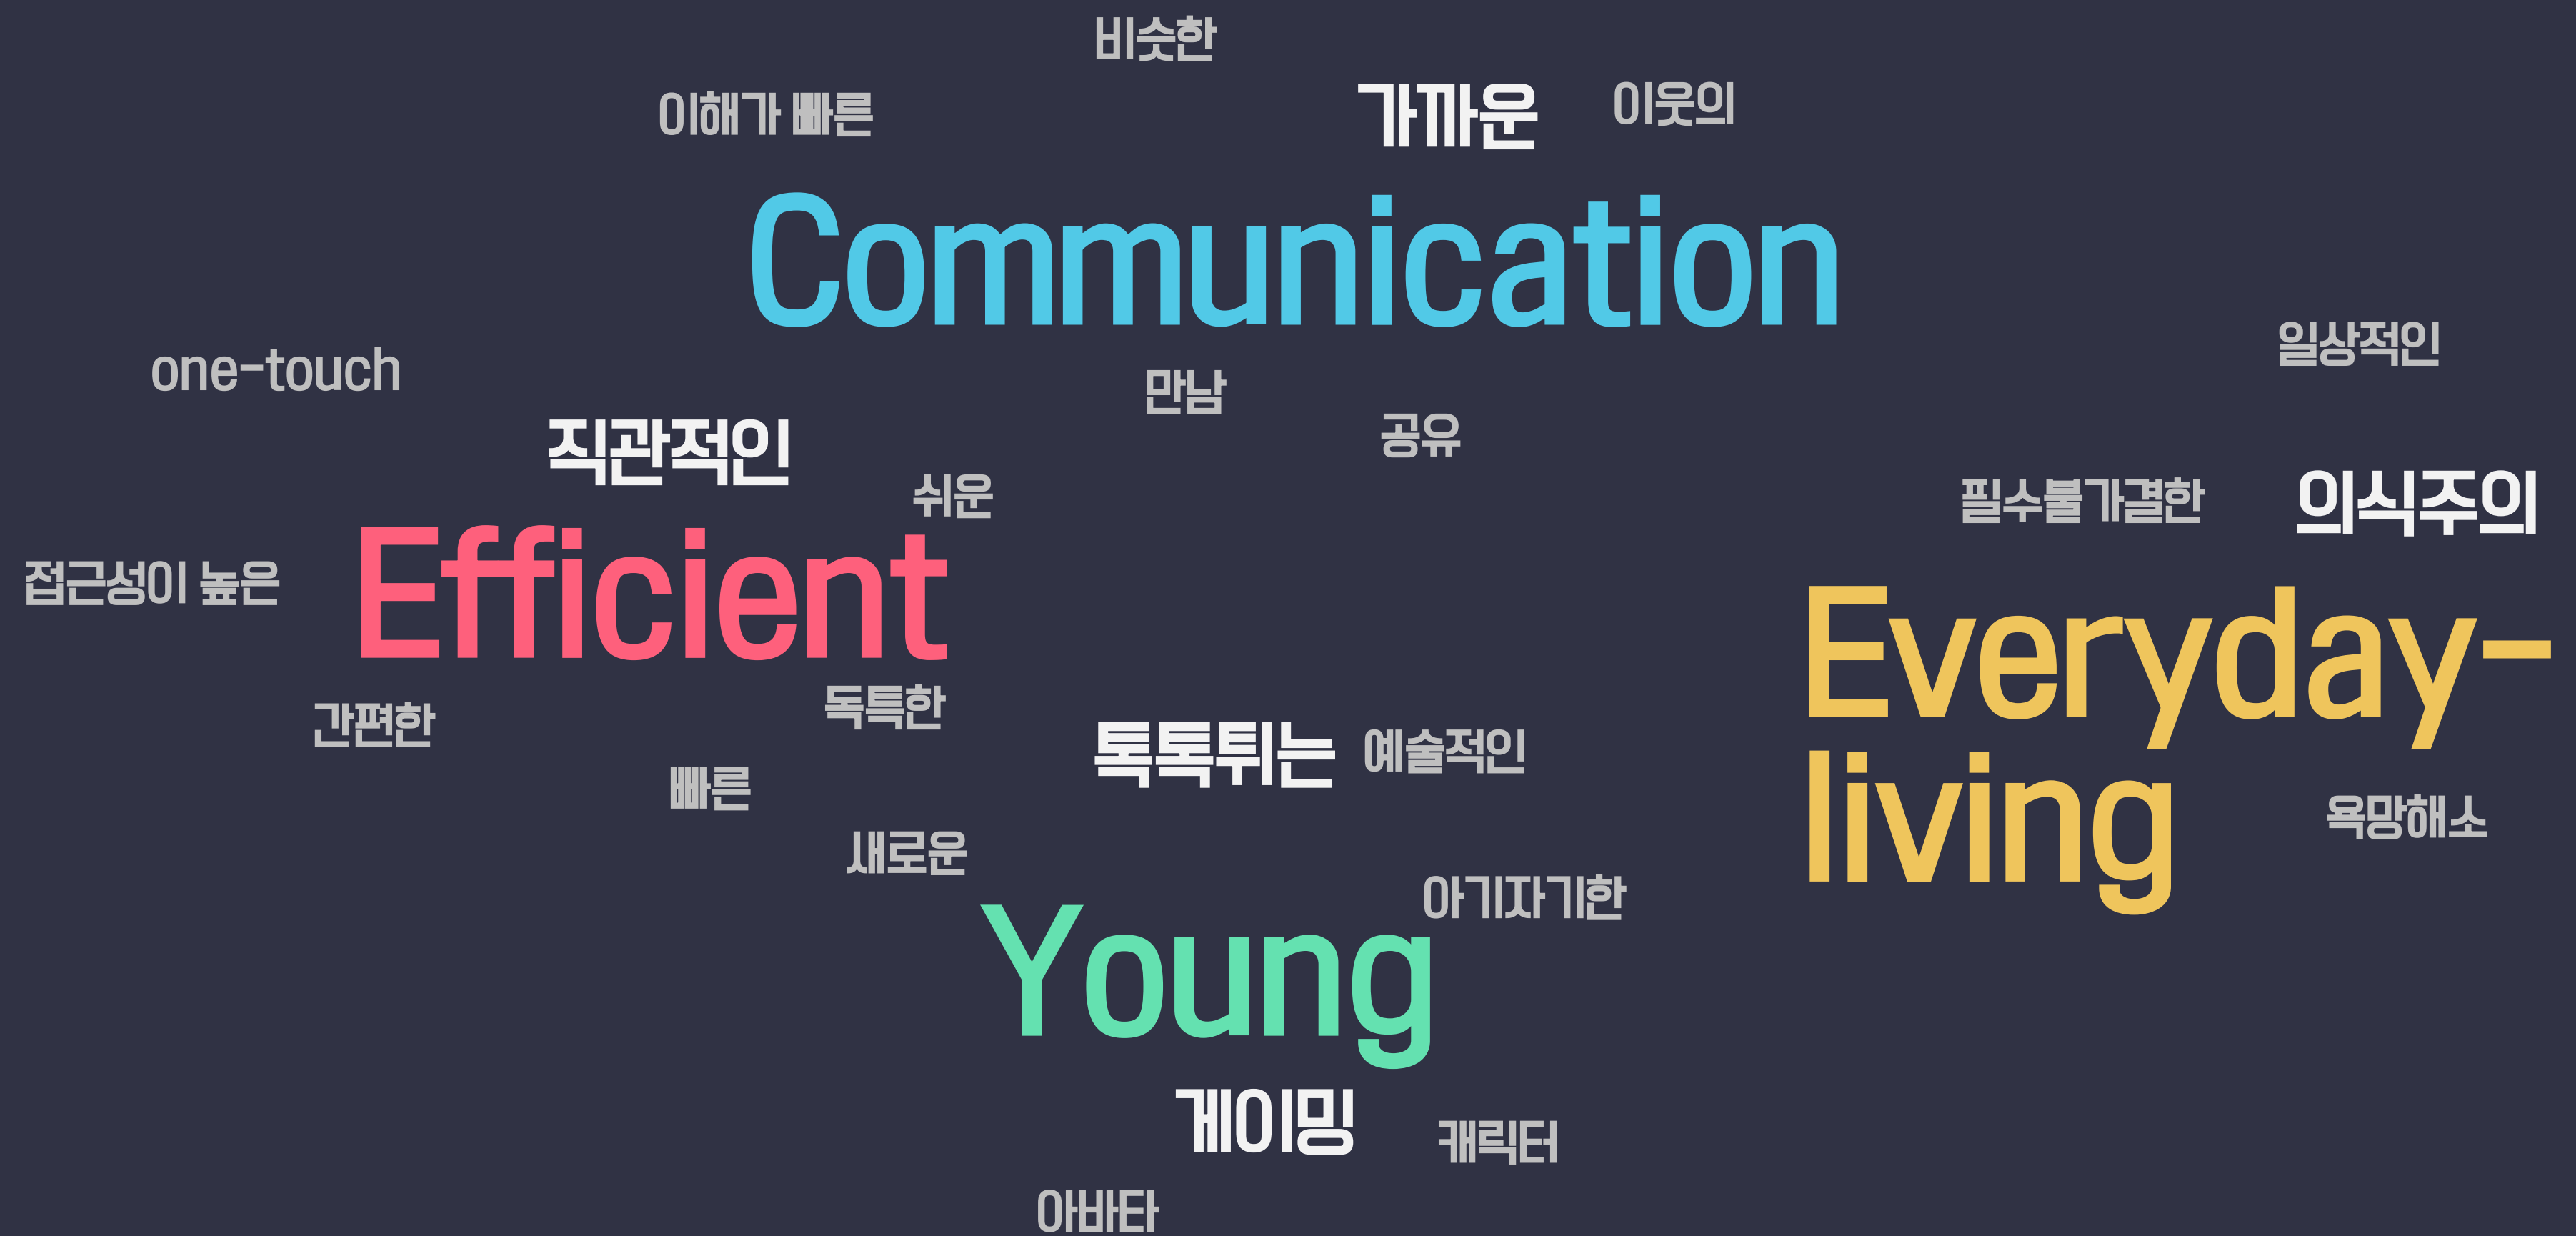 비슷한
이해가 빠른
가까운
이웃의
Communication
one-touch
만남
공유
일상적인
직관적인
쉬운
필수불가결한
의식주의
접근성이 높은
Efficient
Everyday-
living
간편한
독특한
톡톡튀는
예술적인
빠른
욕망해소
새로운
아기자기한
Young
게이밍
캐릭터
아바타